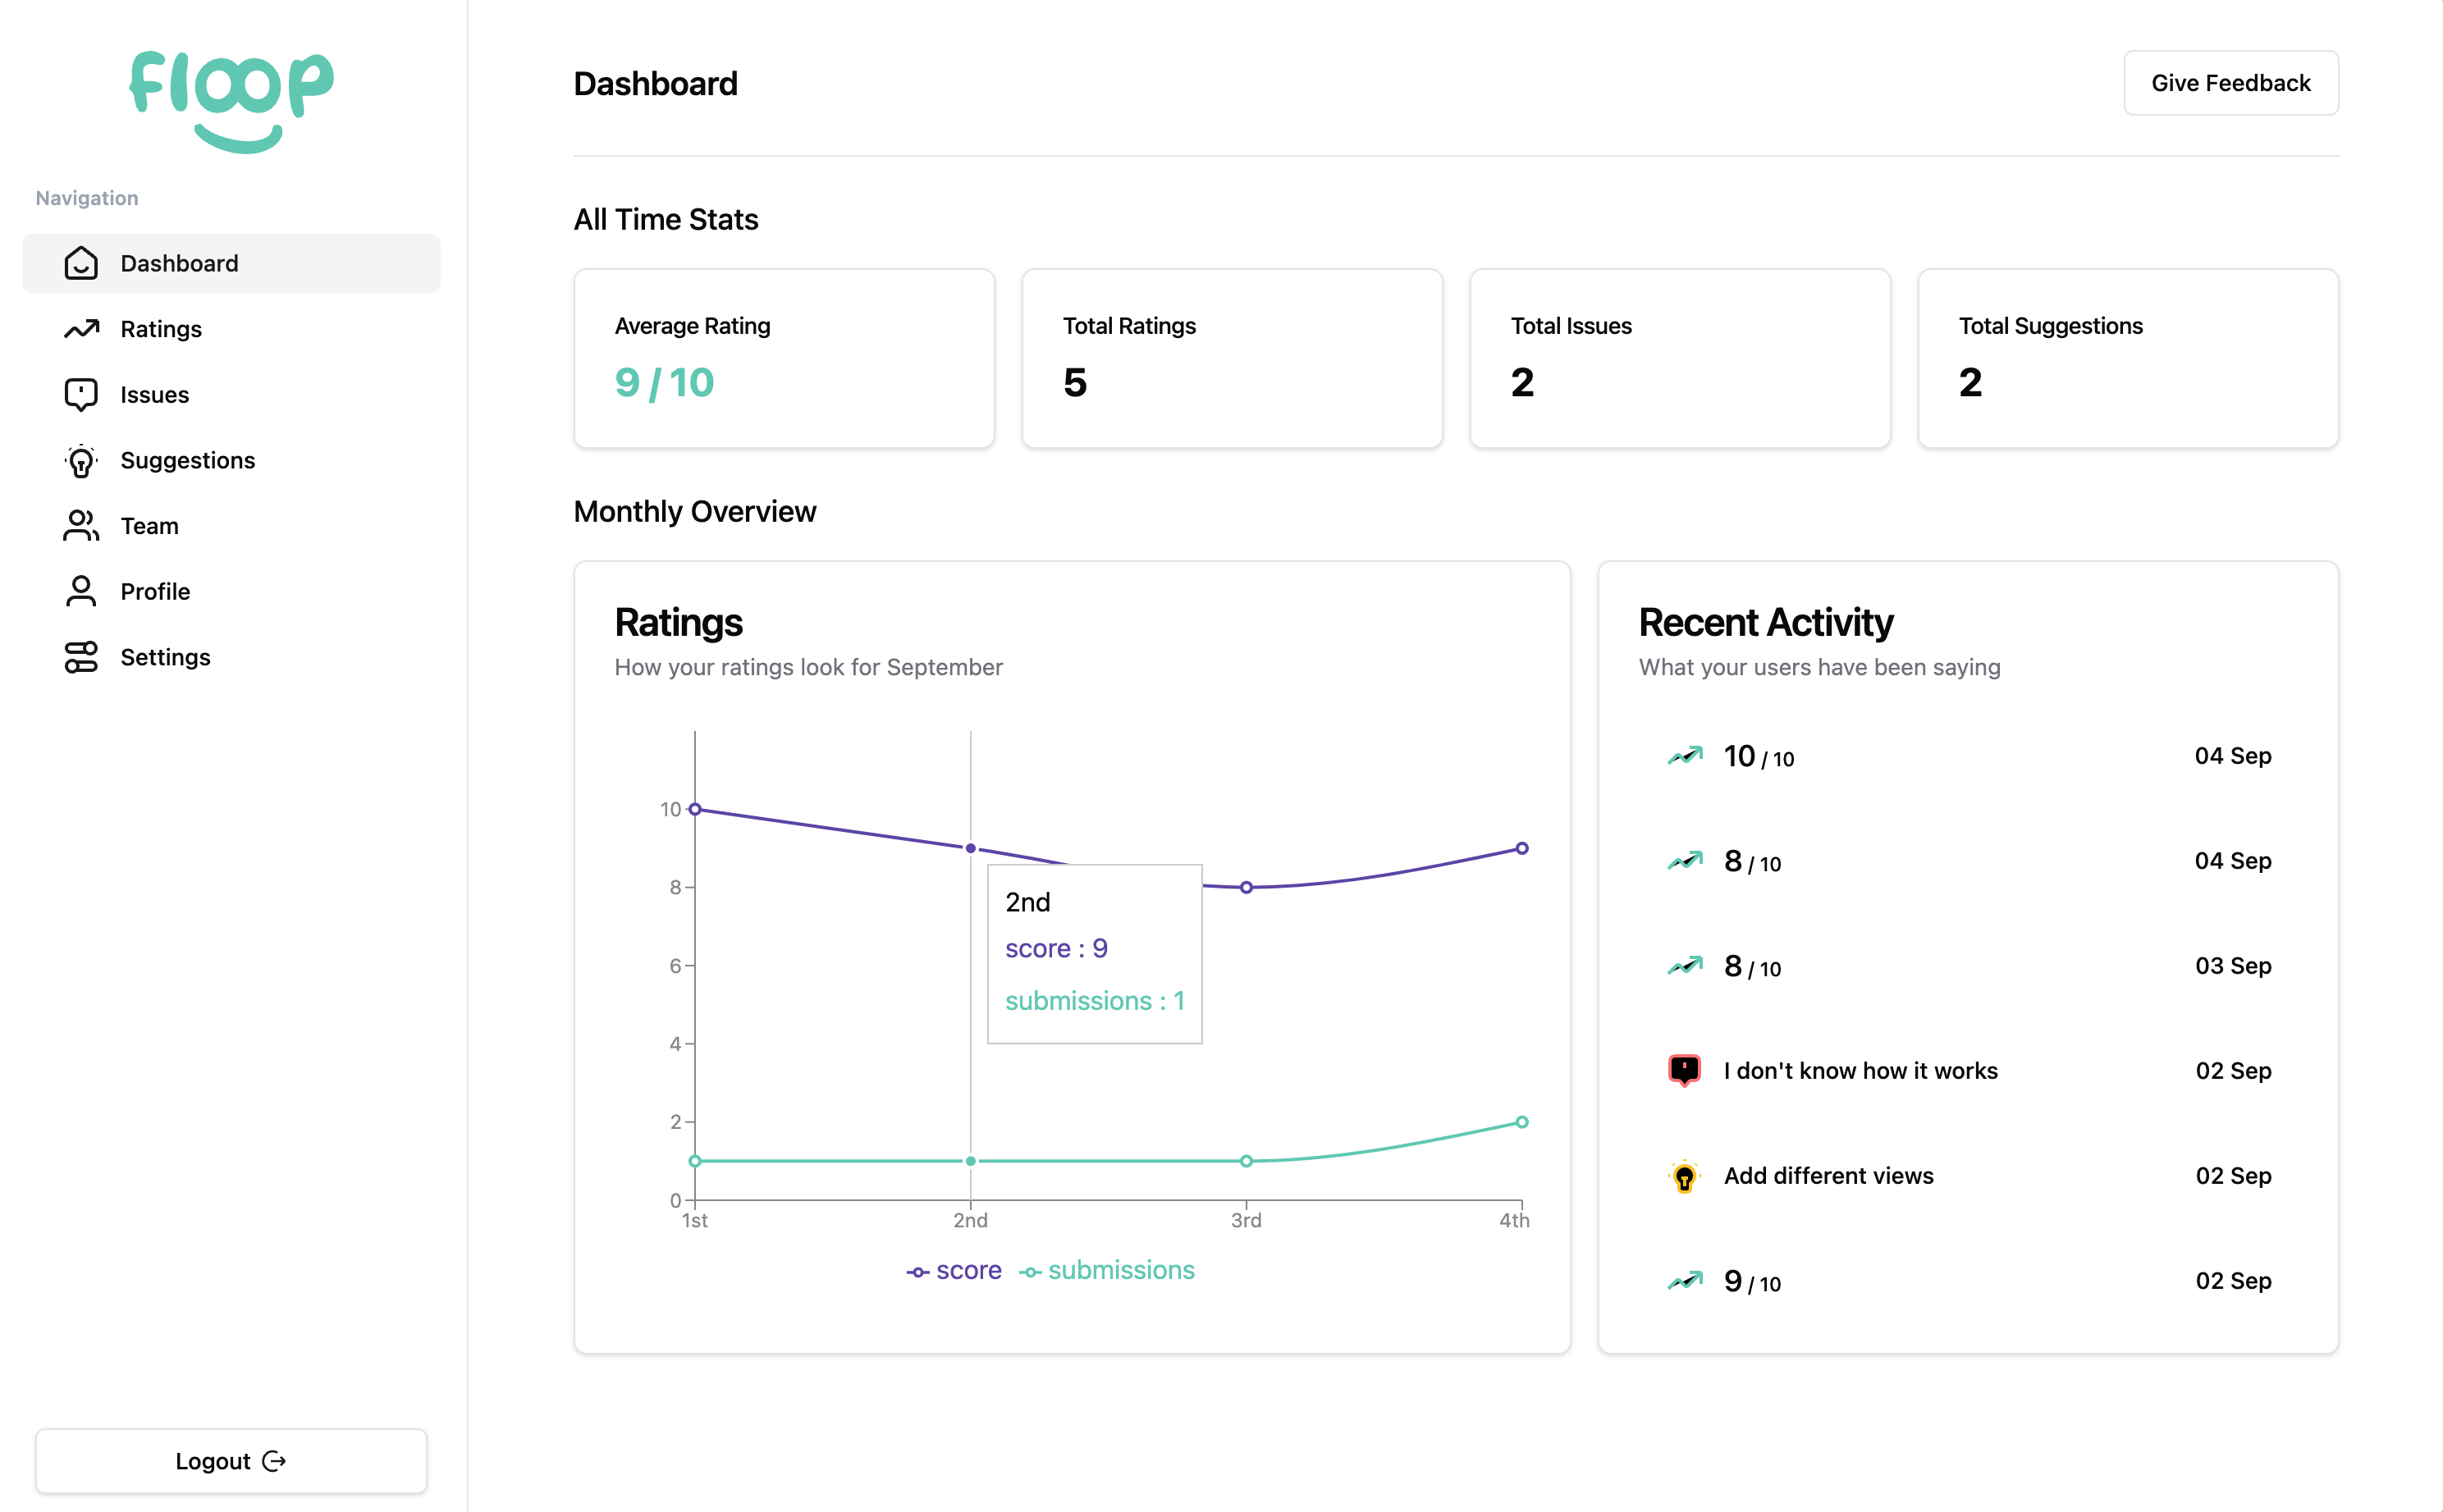 floop
Navigation
Dashboard
Ratings
Issues
Suggestions
Team
Profile
Settings
Logout
Dashboard
Give Feedback
All Time Stats
Average Rating
9 / 10
Total Ratings
5
Total Issues
2
Total Suggestions
2
Monthly Overview
Ratings
How your ratings look for September
10
8
6
4
2
0
1st
2nd
3rd
4th
2nd
score : 9
submissions : 1
score submissions
Recent Activity
What your users have been saying
10 / 10 04 Sep
8 / 10 04 Sep
8 / 10 03 Sep
I don't know how it works 02 Sep
Add different views 02 Sep
9 / 10 02 Sep